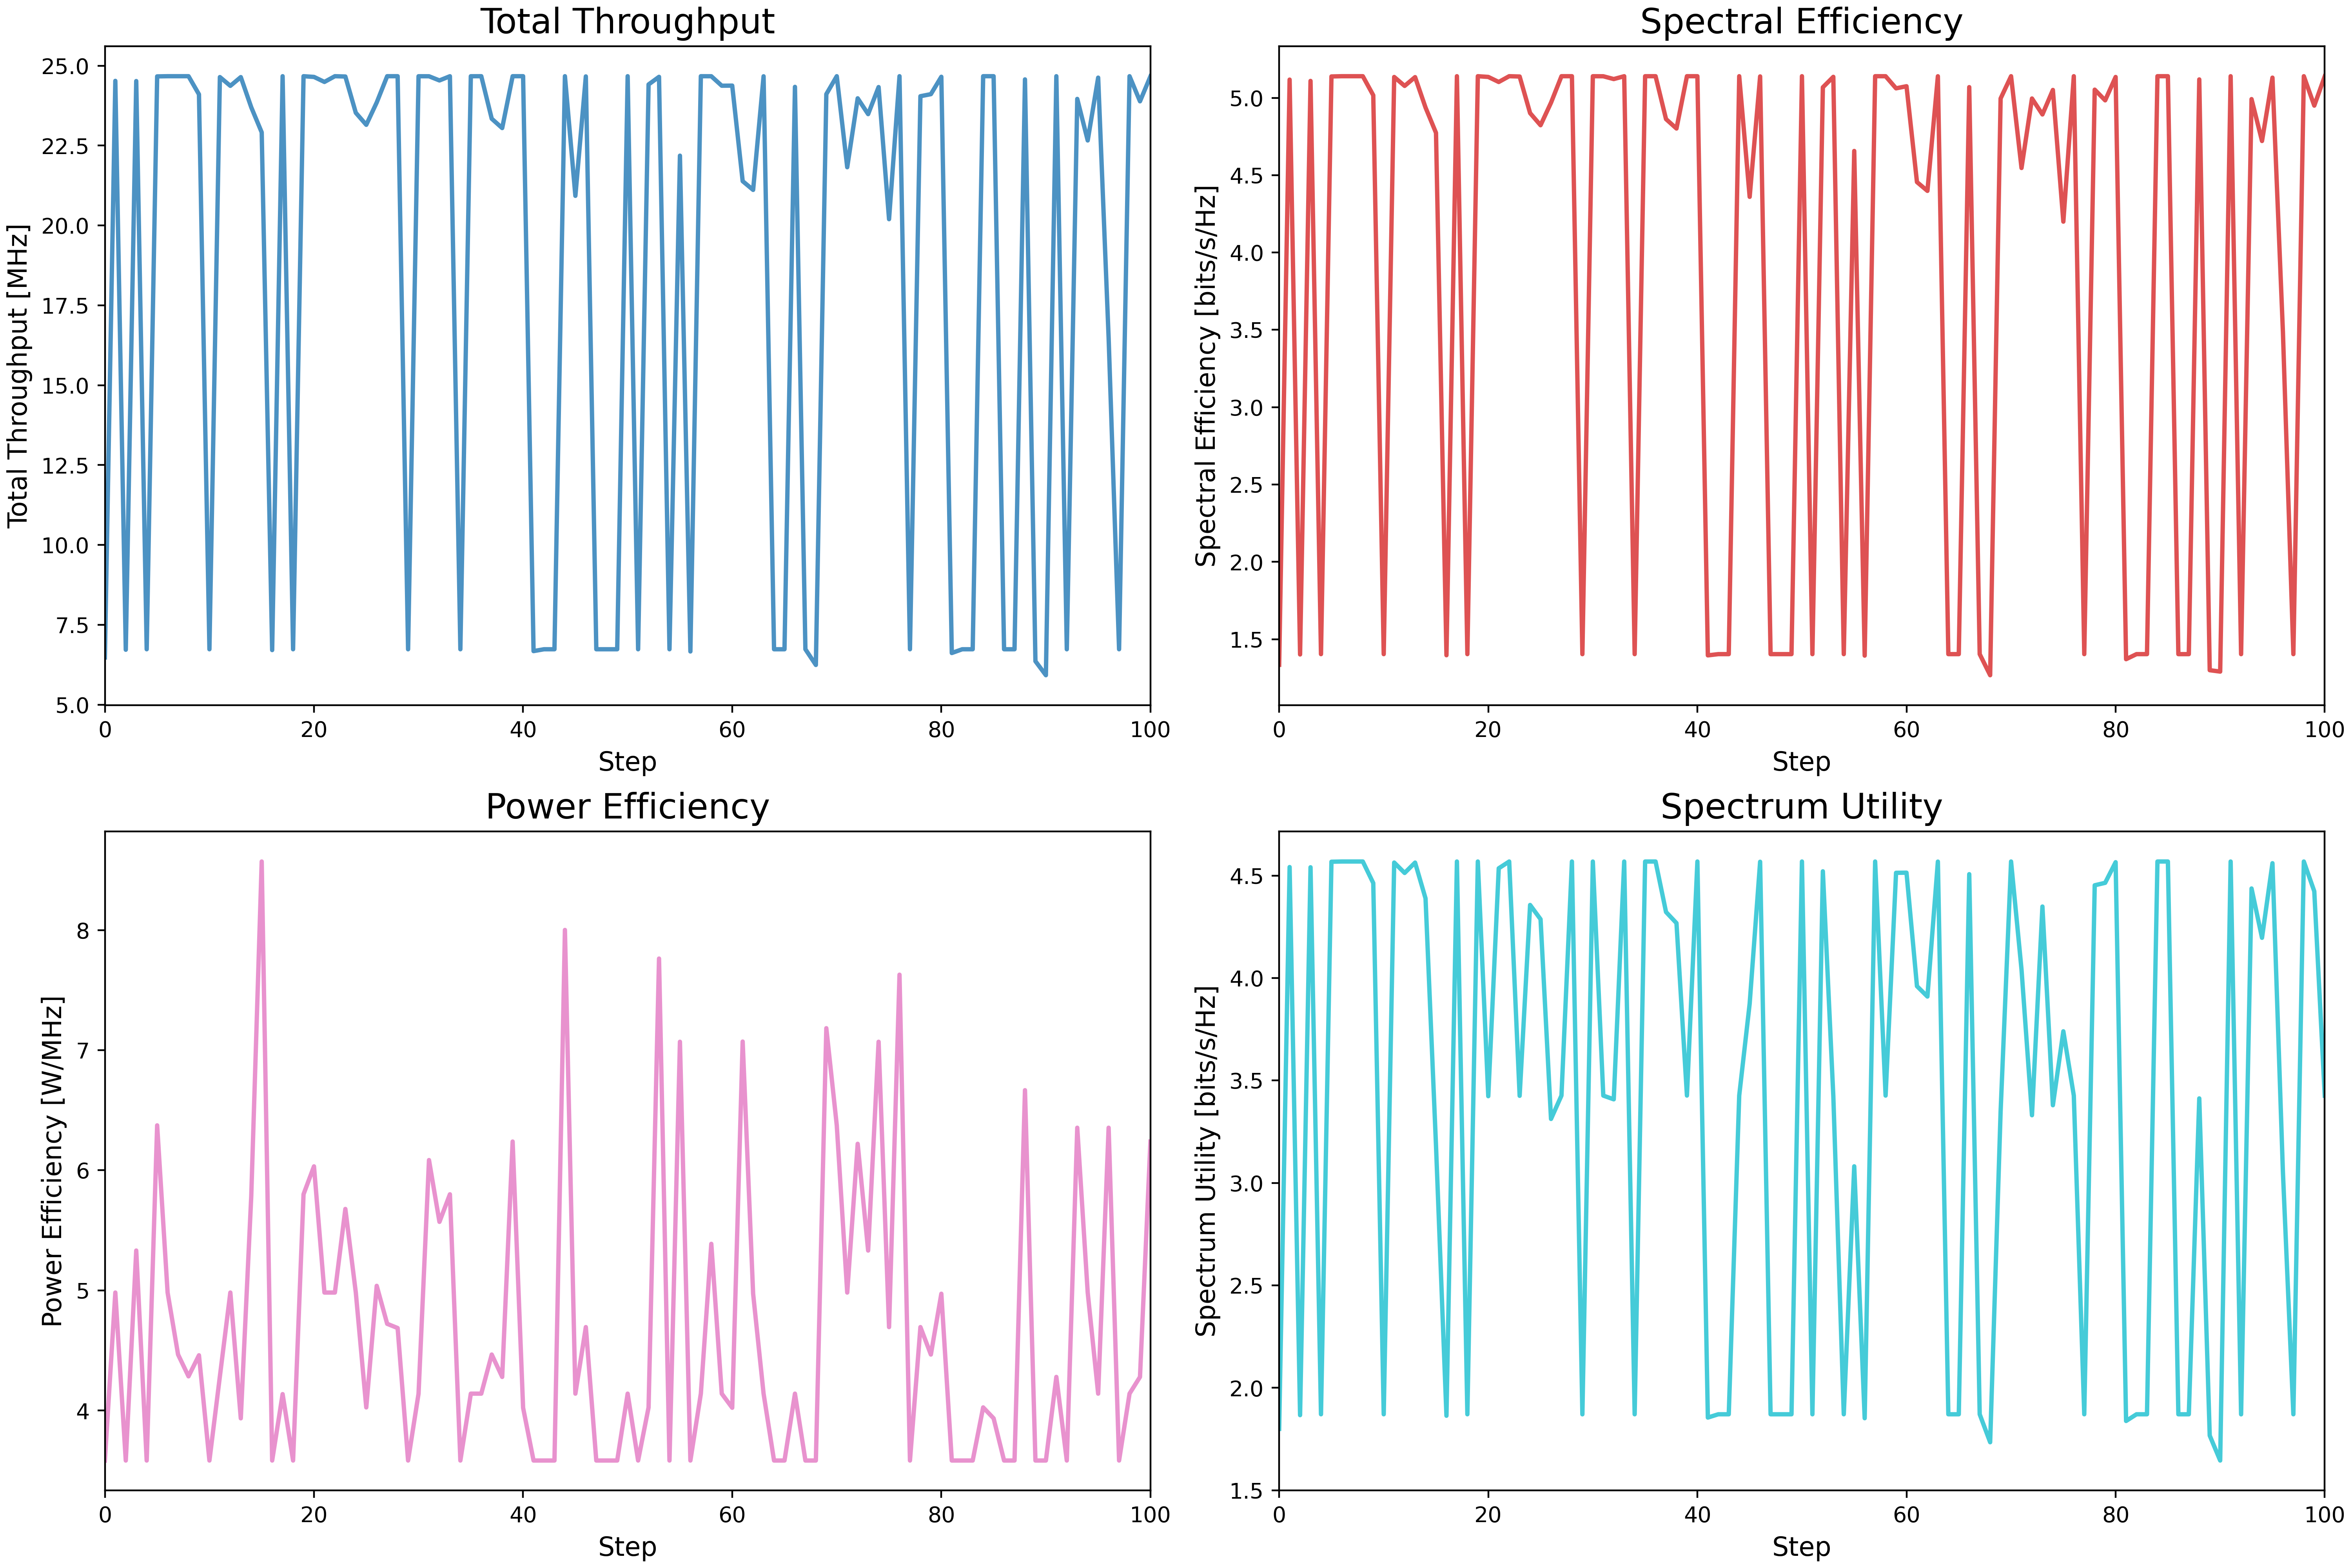 Total Throughput
Total Throughput [MHz]
25.0
22.5
20.0
17.5
15.0
12.5
10.0
7.5
5.0
0 20 40 60 80 100
Step
Spectral Efficiency
Spectral Efficiency [bits/s/Hz]
5.0
4.5
4.0
3.5
3.0
2.5
2.0
1.5
0 20 40 60 80 100
Step
Power Efficiency
Power Efficiency [W/MHz]
8
7
6
5
4
0 20 40 60 80 100
Step
Spectrum Utility
Spectrum Utility [bits/s/Hz]
4.5
4.0
3.5
3.0
2.5
2.0
1.5
0 20 40 60 80 100
Step